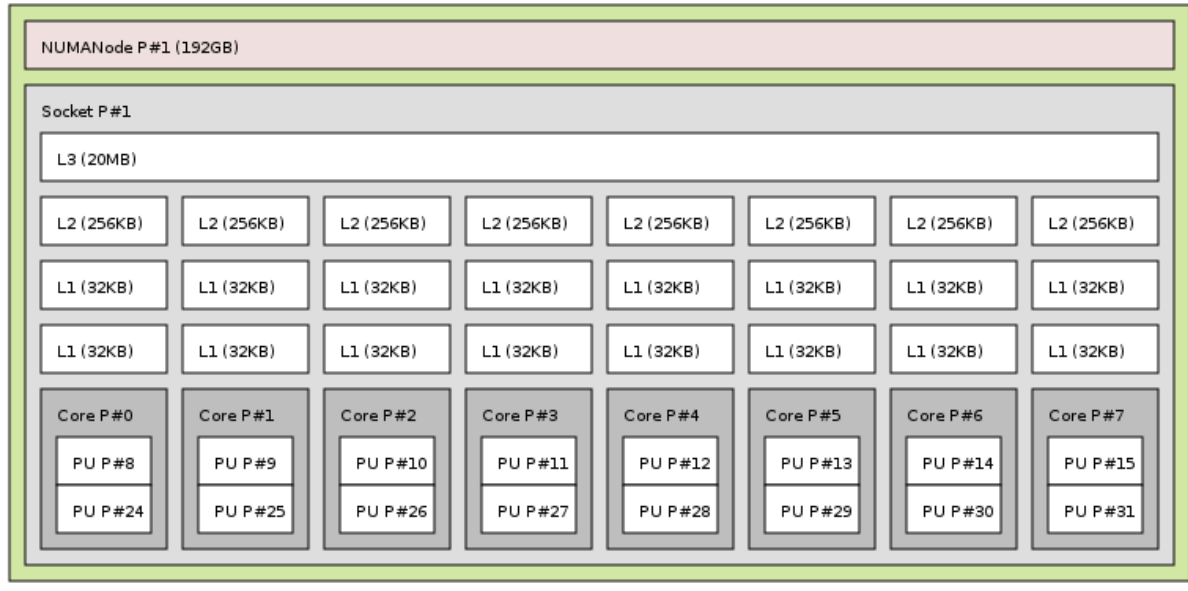 NUMANode P#1 (192GB)
Socket P#1
L3 (20MB)
L2 (256KB) L2 (256KB) L2 (256KB) L2 (256KB) L2 (256KB) L2 (256KB) L2 (256KB) L2 (256KB)
L1 (32KB) L1 (32KB) L1 (32KB) L1 (32KB) L1 (32KB) L1 (32KB) L1 (32KB) L1 (32KB)
L1 (32KB) L1 (32KB) L1 (32KB) L1 (32KB) L1 (32KB) L1 (32KB) L1 (32KB) L1 (32KB)
Core P#0 Core P#1 Core P#2 Core P#3 Core P#4 Core P#5 Core P#6 Core P#7
PU P#8 PU P#9 PU P#10 PU P#11 PU P#12 PU P#13 PU P#14 PU P#15
PU P#24 PU P#25 PU P#26 PU P#27 PU P#28 PU P#29 PU P#30 PU P#31